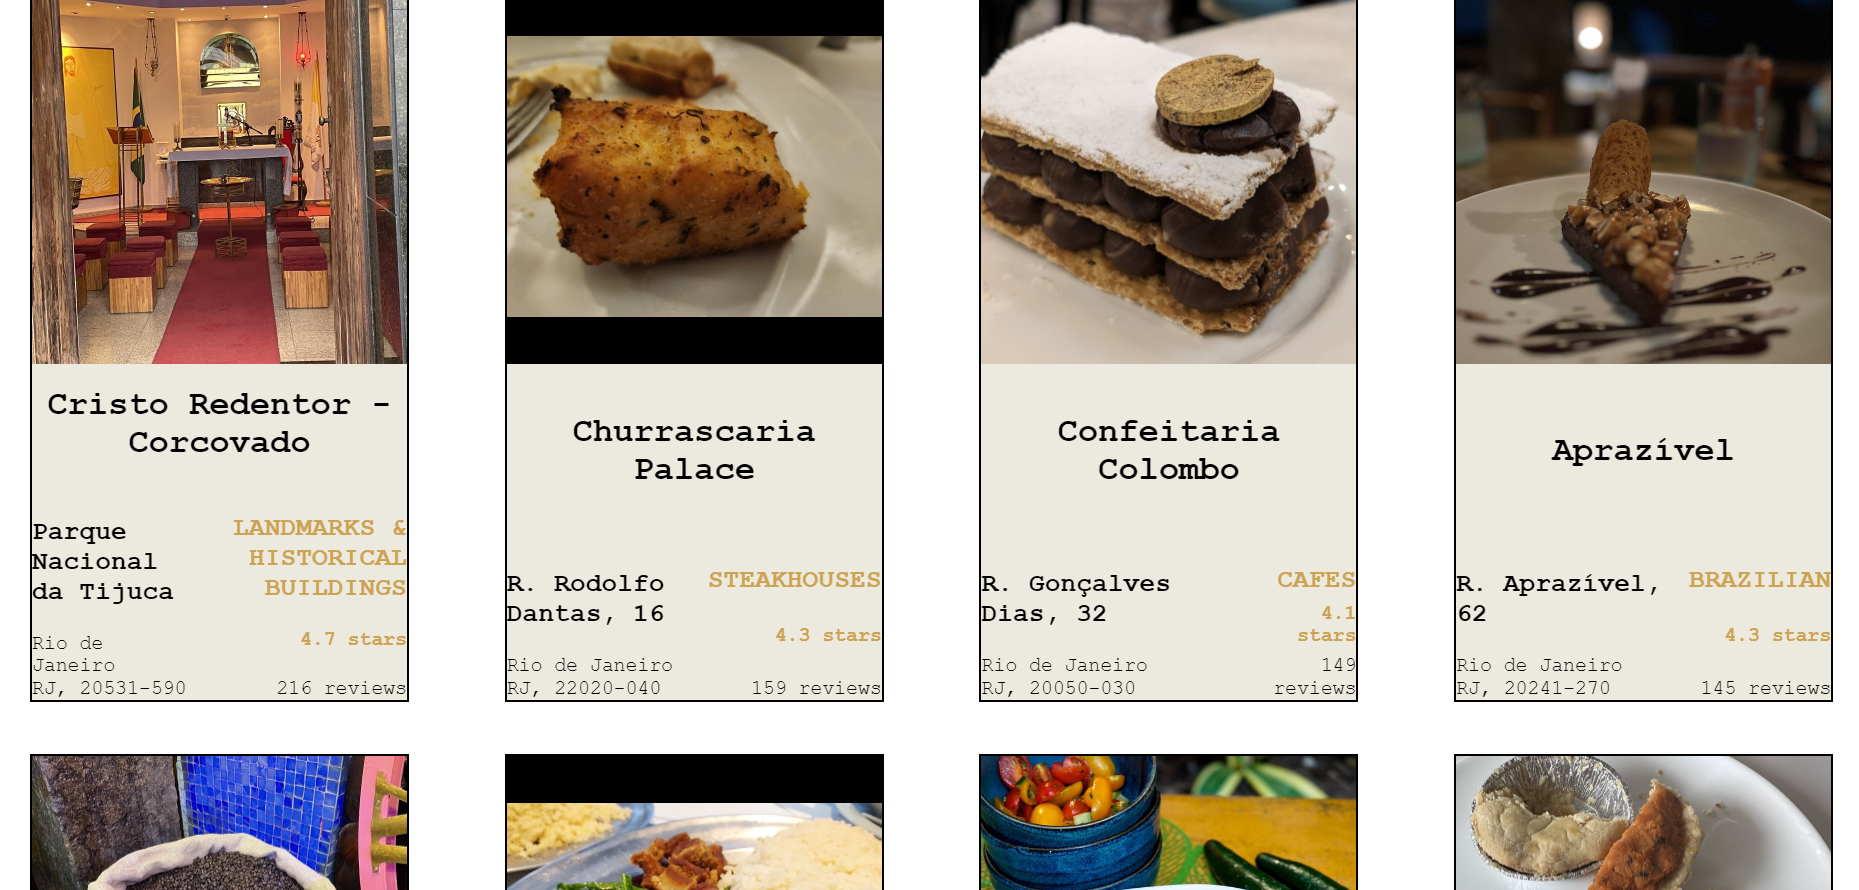 Cristo Redentor -
Corcovado
Parque
Nacional
da Tijuca
LANDMARKS &
HISTORICAL
BUILDINGS
Rio de
Janeiro
RJ, 20531-590
4.7 stars
216 reviews
Churrascaria
Palace
R. Rodolfo
Dantas, 16
STEAKHOUSES
4.3 stars
Rio de Janeiro
RJ, 22020-040
159 reviews
Confeitaria
Colombo
R. Gonçalves
Dias, 32
CAFES
4.1
stars
Rio de Janeiro
RJ, 20050-030
149
reviews
Aprazível
R. Aprazível,
62
BRAZILIAN
4.3 stars
Rio de Janeiro
RJ, 20241-270
145 reviews